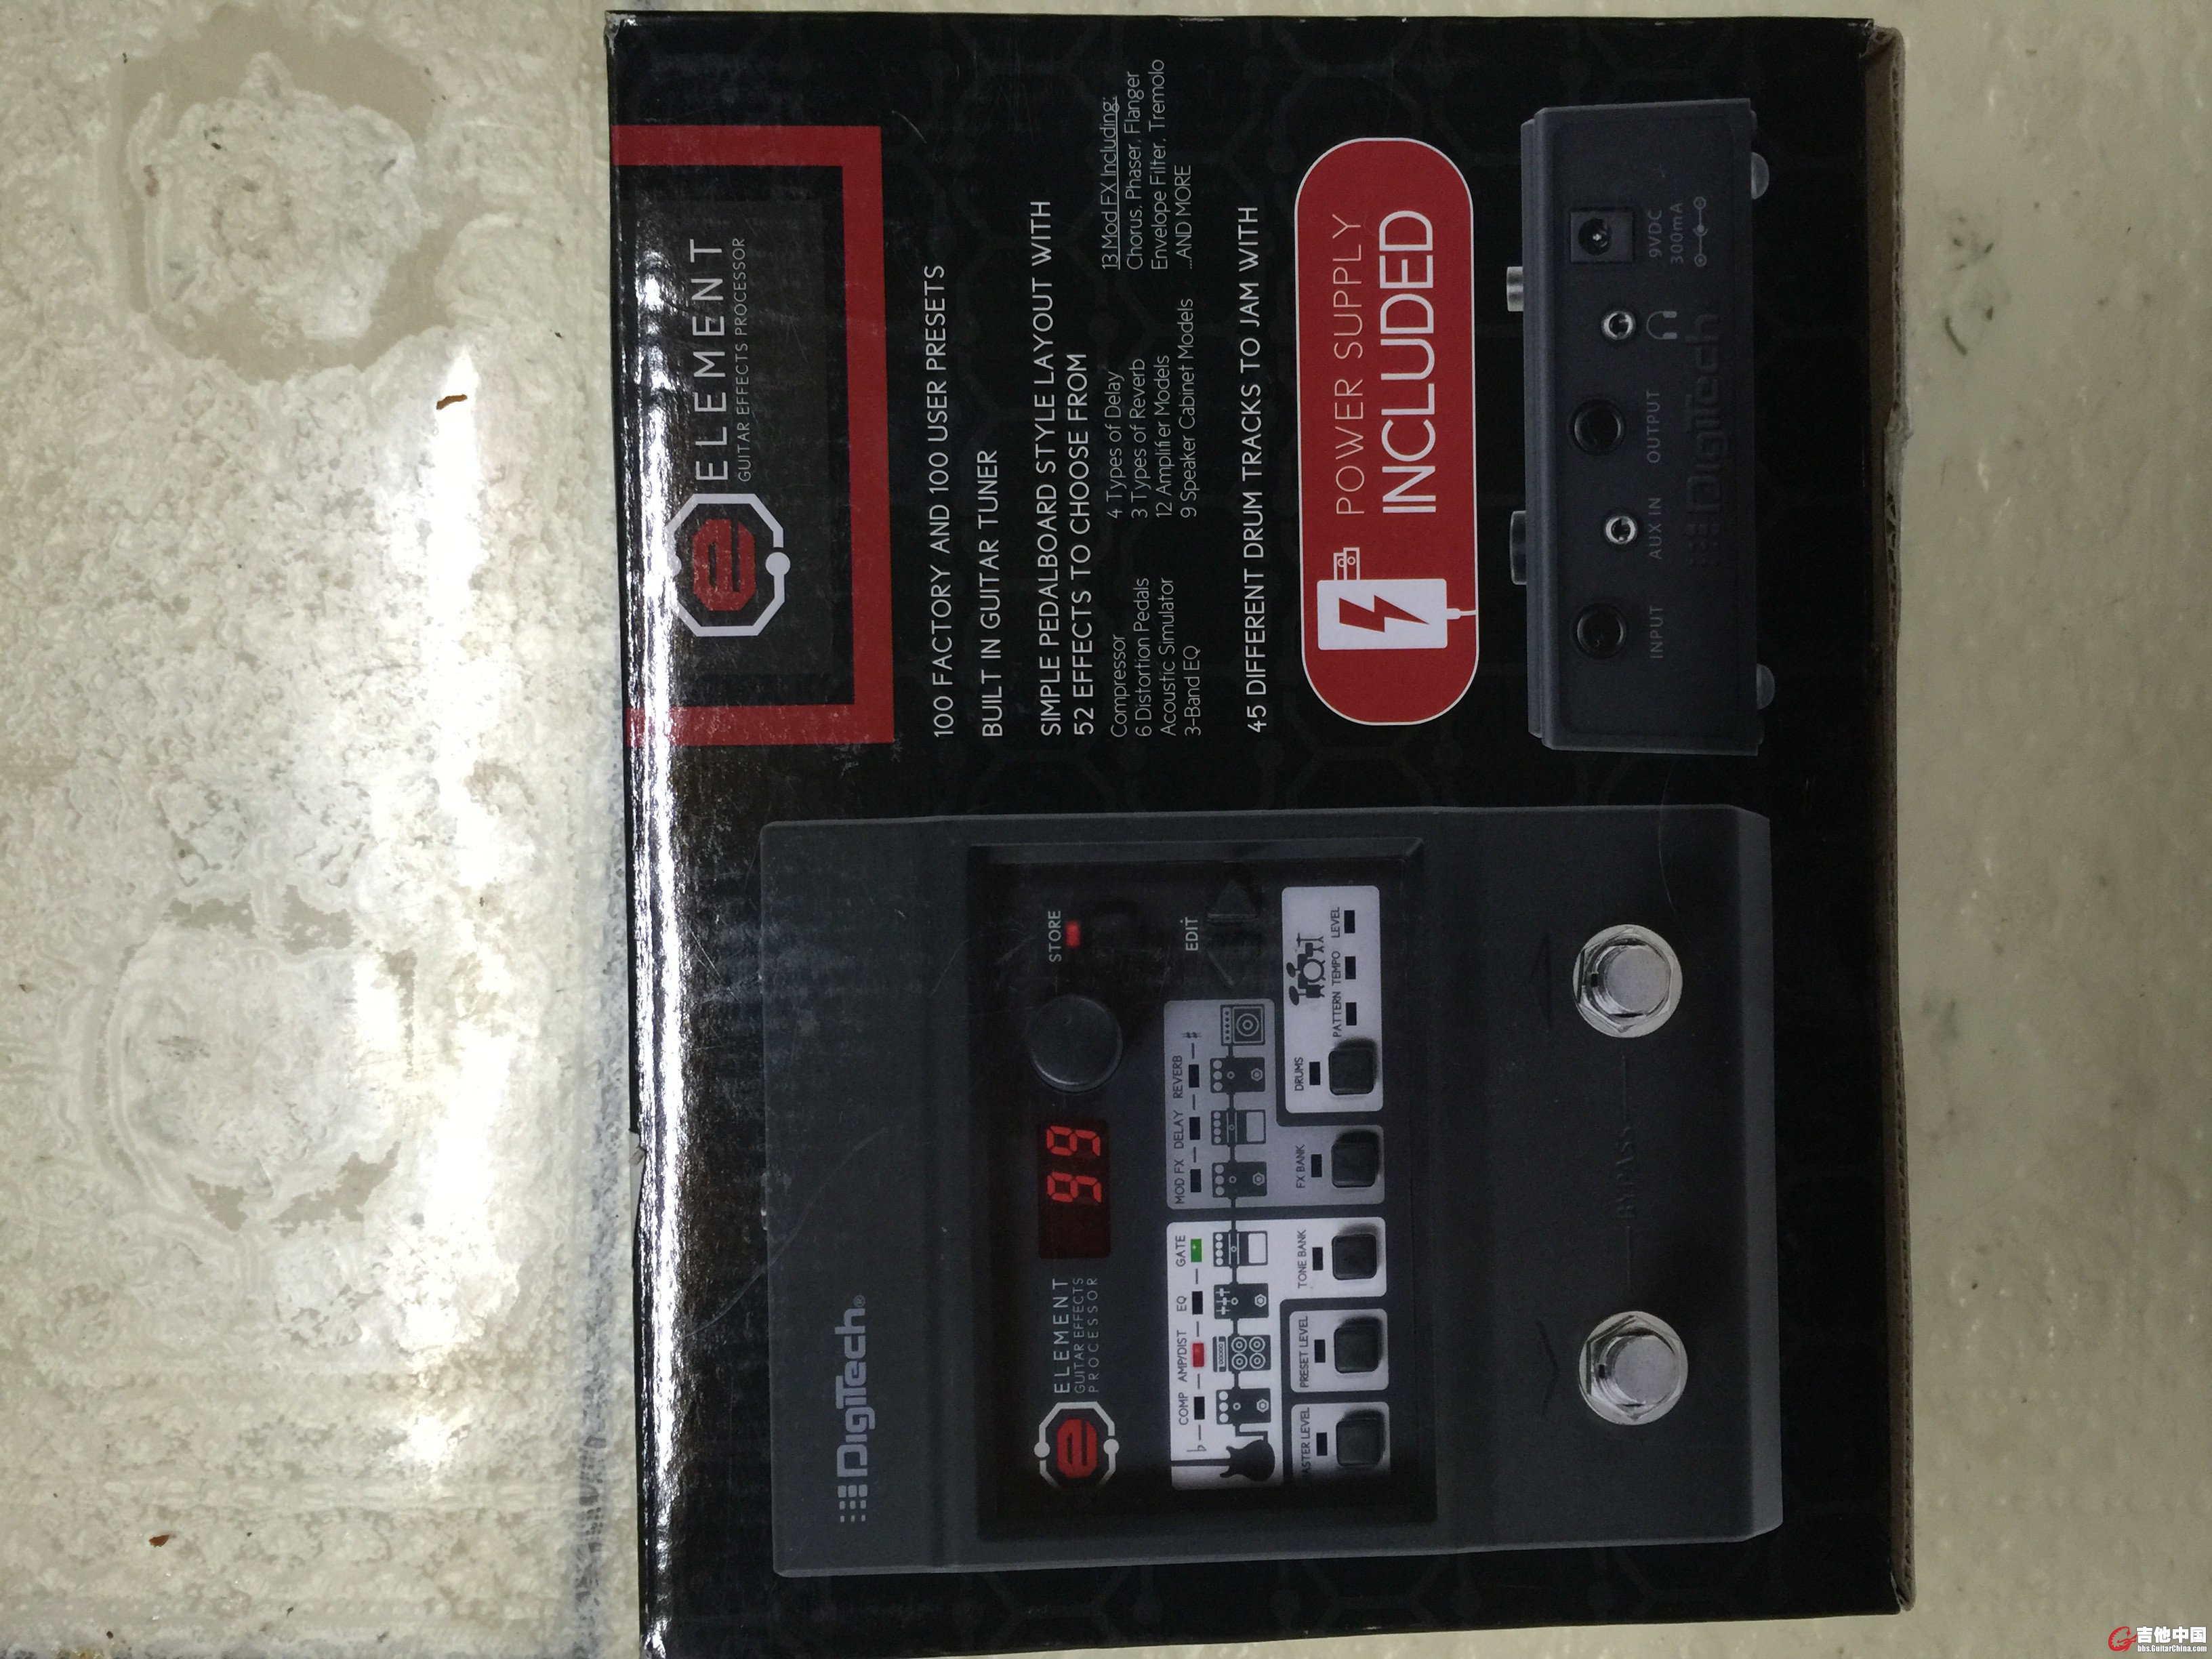 DigiTech®
ELEMENT
GUITAR EFFECTS
PROCESSOR
99
STORE
EDIT
COMP AMP/DIST EQ GATE
MOD FX DELAY REVERB
PRESET LEVEL
TONE BANK
FX BANK
DRUMS
PATTERN TEMPO LEVEL
BYPASS
e ELEMENT
GUITAR EFFECTS PROCESSOR
100 FACTORY AND 100 USER PRESETS
BUILT IN GUITAR TUNER
SIMPLE PEDALBOARD STYLE LAYOUT WITH
52 EFFECTS TO CHOOSE FROM
Compressor
6 Distortion Pedals
Acoustic Simulator
3-Band EQ
4 Types of Delay
3 Types of Reverb
12 Amplifier Models
9 Speaker Cabinet Models
13 Mod FX Including:
Chorus, Phaser, Flanger
Envelope Filter, Tremolo
...AND MORE
45 DIFFERENT DRUM TRACKS TO JAM WITH
POWER SUPPLY
INCLUDED
INPUT
AUX IN
OUTPUT
9VDC
300mA
DigiTech
吉他中国
bbs.GuitarChina.com